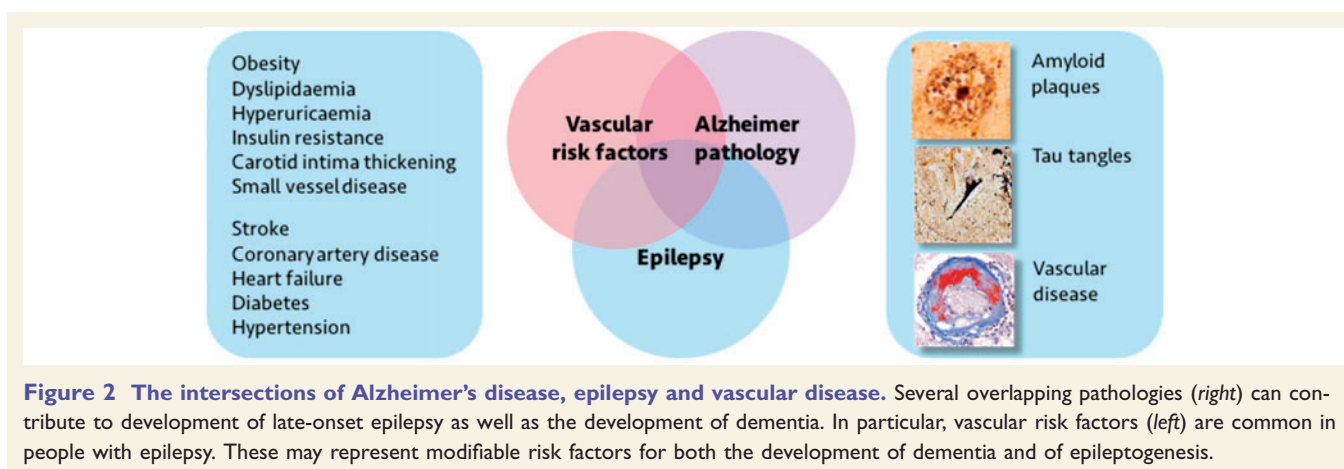 Obesity
Dyslipidaemia
Hyperuricaemia
Insulin resistance
Carotid intima thickening
Small vessel disease
Stroke
Coronary artery disease
Heart failure
Diabetes
Hypertension
Vascular
risk factors
Alzheimer
pathology
Epilepsy
Amyloid
plaques
Tau tangles
Vascular
disease
Figure 2 The intersections of Alzheimer's disease, epilepsy and vascular disease. Several overlapping pathologies (right) can con-
tribute to development of late-onset epilepsy as well as the development of dementia. In particular, vascular risk factors (left) are common in
people with epilepsy. These may represent modifiable risk factors for both the development of dementia and of epileptogenesis.